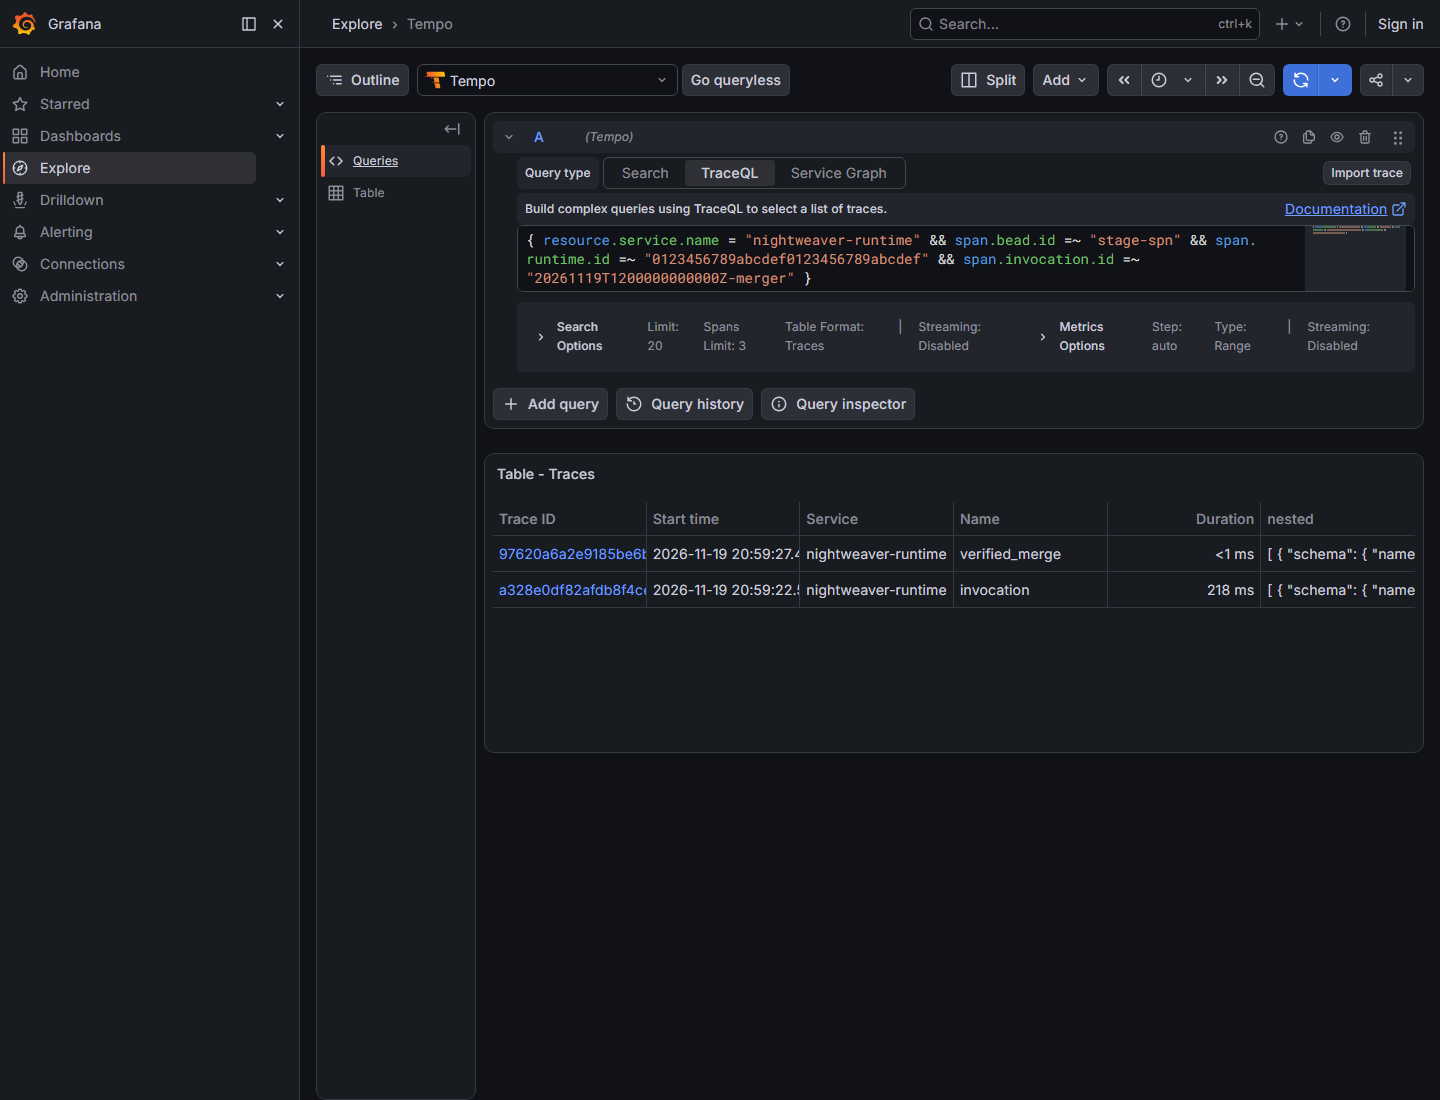 Grafana
Explore › Tempo
Search...
ctrl+k
Sign in
Home
Starred
Dashboards
Explore
Drilldown
Alerting
Connections
Administration
Outline
Tempo
Go queryless
Split
Add
Queries
Table
A
(Tempo)
Query type
Search
TraceQL
Service Graph
Import trace
Build complex queries using TraceQL to select a list of traces.
Documentation
{ resource.service.name = "nightweaver-runtime" && span.bead.id =~ "stage-spn" && span.
runtime.id =~ "0123456789abcdef0123456789abcdef" && span.invocation.id =~
"20261119T120000000000Z-merger" }
Search Options
Limit: 20
Spans Limit: 3
Table Format: Traces
Streaming: Disabled
Metrics Options
Step: auto
Type: Range
Streaming: Disabled
Add query
Query history
Query inspector
Table - Traces
Trace ID Start time Service Name Duration nested
97620a6a2e9185be6b 2026-11-19 20:59:27.4 nightweaver-runtime verified_merge <1 ms [ { "schema": { "name
a328e0df82afdb8f4ce 2026-11-19 20:59:22.5 nightweaver-runtime invocation 218 ms [ { "schema": { "name